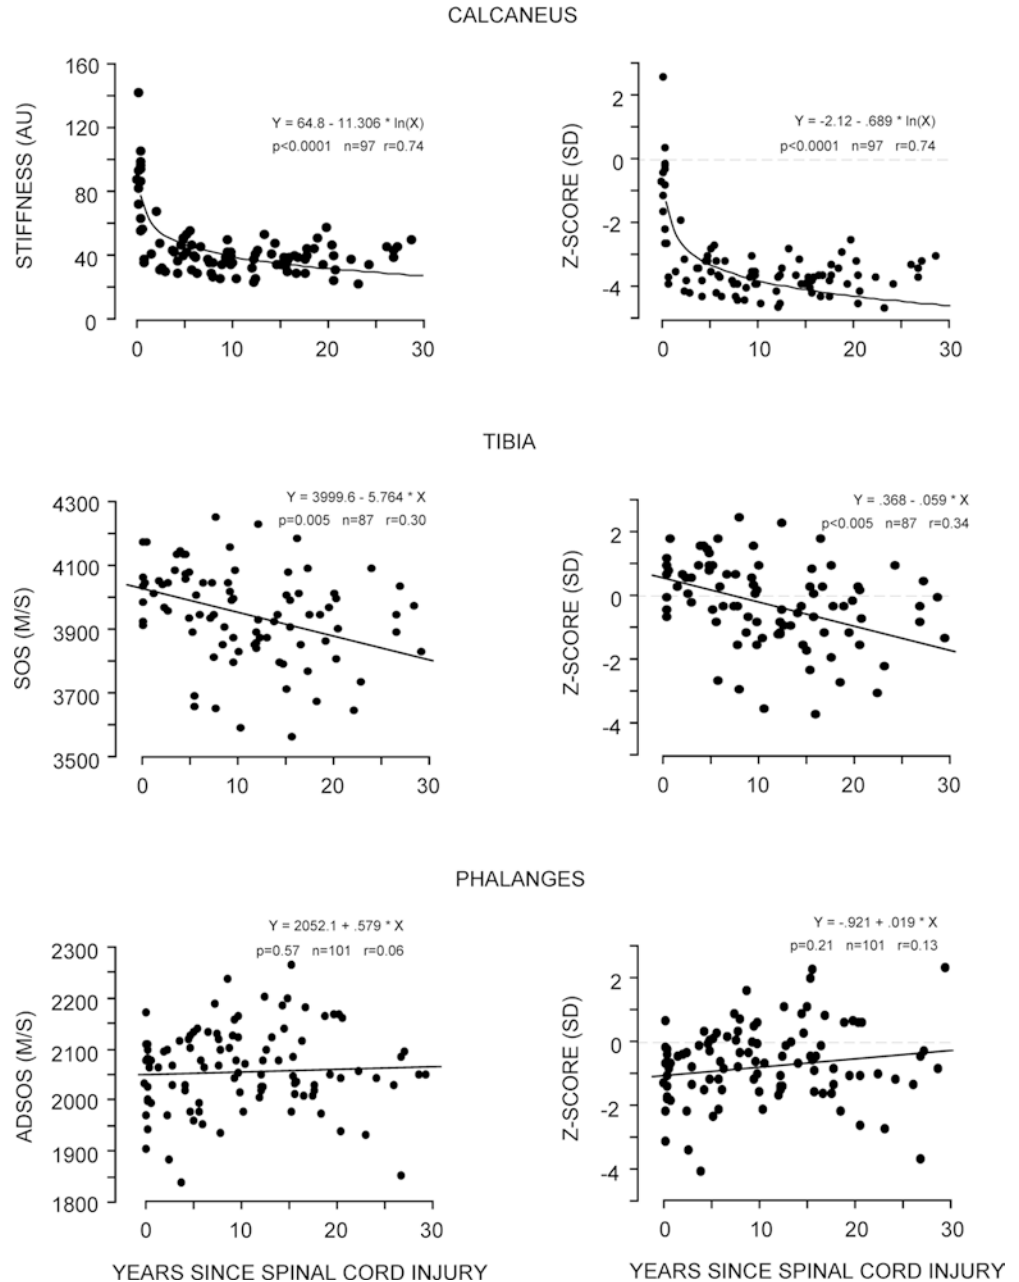 CALCANEUS
STIFFNESS (AU)
160
120
80
40
0
Y = 64.8 - 11.306 * ln(X)
p<0.0001 n=97 r=0.74
0 10 20 30
Z-SCORE (SD)
2
0
-2
-4
Y = -2.12 - .689 * ln(X)
p<0.0001 n=97 r=0.74
0 10 20 30
TIBIA
SOS (M/S)
4300
4100
3900
3700
3500
Y = 3999.6 - 5.764 * X
p=0.005 n=87 r=0.30
0 10 20 30
Z-SCORE (SD)
2
0
-2
-4
Y = .368 - .059 * X
p<0.005 n=87 r=0.34
0 10 20 30
PHALANGES
ADSOS (M/S)
2300
2200
2100
2000
1900
1800
Y = 2052.1 + .579 * X
p=0.57 n=101 r=0.06
0 10 20 30
YEARS SINCE SPINAL CORD INJURY
Z-SCORE (SD)
2
0
-2
-4
Y = -.921 + .019 * X
p=0.21 n=101 r=0.13
0 10 20 30
YEARS SINCE SPINAL CORD INJURY